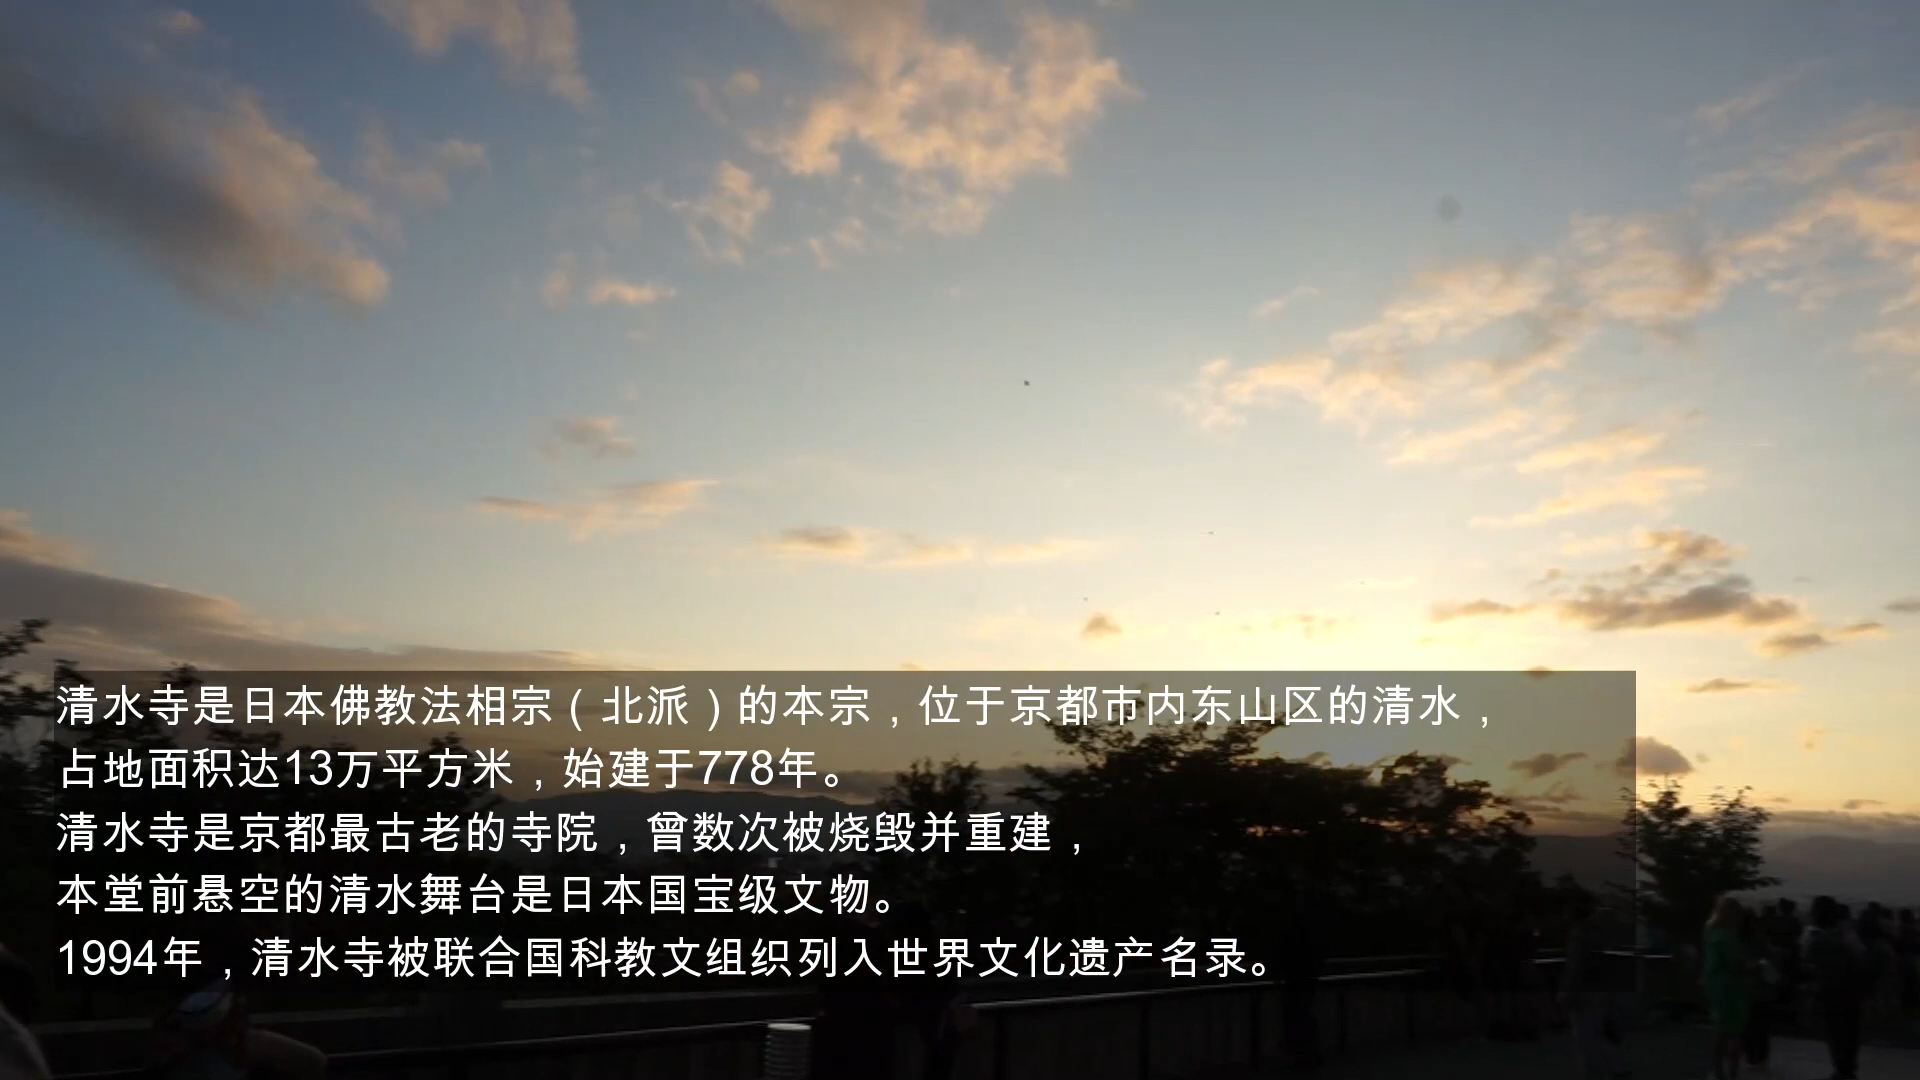 清水寺是日本佛教法相宗（北派）的本宗，位于京都市内东山区的清水，
占地面积达13万平方米，始建于778年。
清水寺是京都最古老的寺院，曾数次被烧毁并重建，
本堂前悬空的清水舞台是日本国宝级文物。
1994年，清水寺被联合国科教文组织列入世界文化遗产名录。